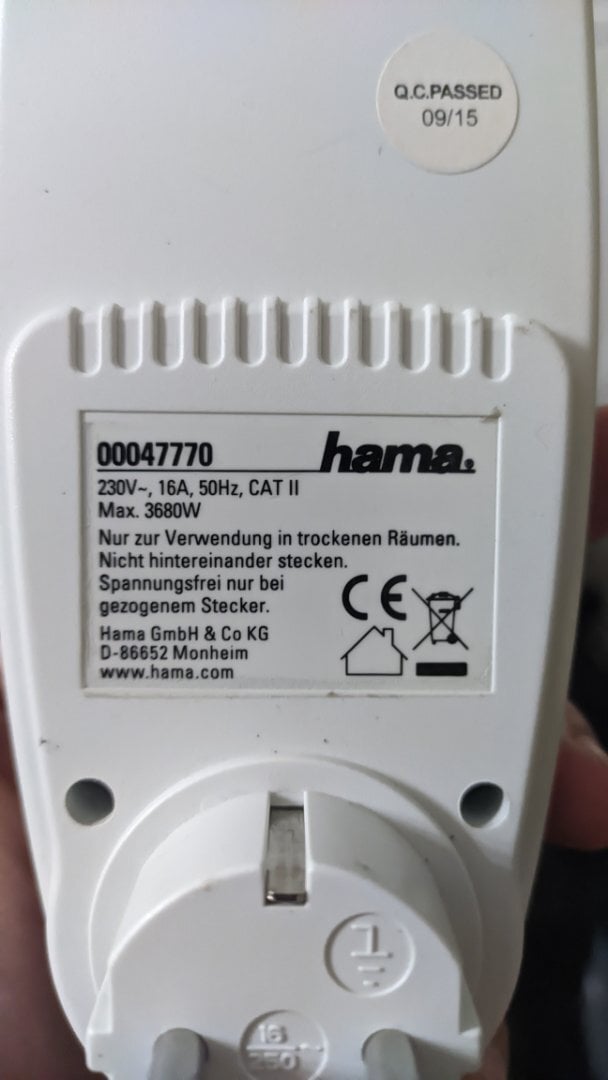 Q.C.PASSED
09/15
00047770
hama®
230V~, 16A, 50Hz, CAT II
Max. 3680W
Nur zur Verwendung in trockenen Räumen.
Nicht hintereinander stecken.
Spannungsfrei nur bei
gezogenem Stecker.
CE
Hama GmbH & Co KG
D-86652 Monheim
www.hama.com
16
250~